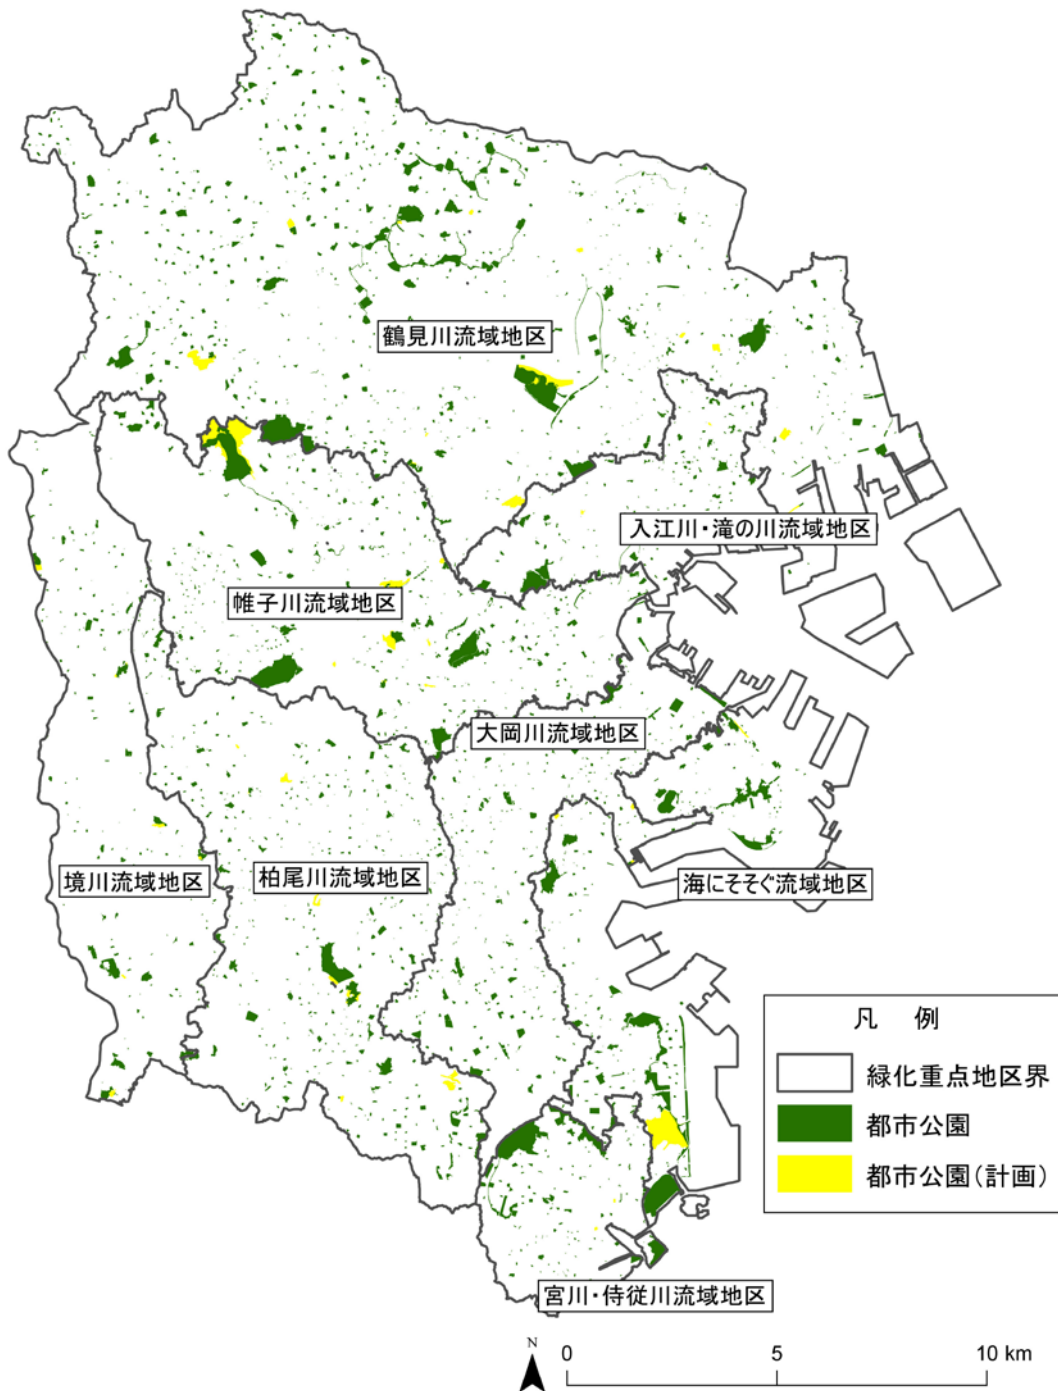 鶴見川流域地区
入江川・滝の川流域地区
帷子川流域地区
大岡川流域地区
境川流域地区
柏尾川流域地区
海にそそぐ流域地区
凡 例
緑化重点地区界
都市公園
都市公園(計画)
宮川・侍従川流域地区
N
0 5 10 km